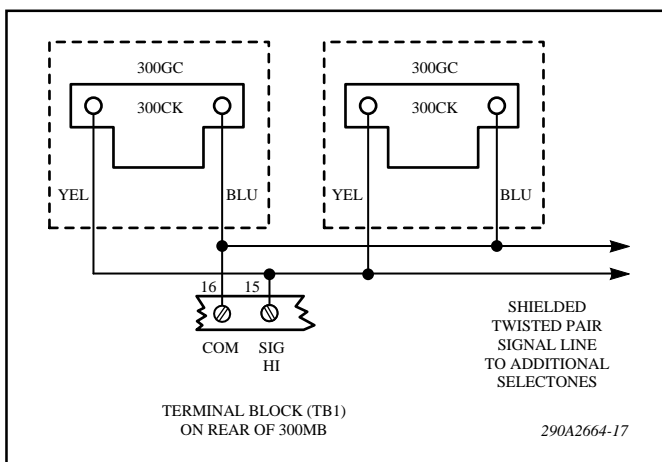 300GC
300CK
YEL
BLU
300GC
300CK
YEL
BLU
16
15
COM
SIG
HI
SHIELDED
TWISTED PAIR
SIGNAL LINE
TO ADDITIONAL
SELECTONES
TERMINAL BLOCK (TB1)
ON REAR OF 300MB
290A2664-17